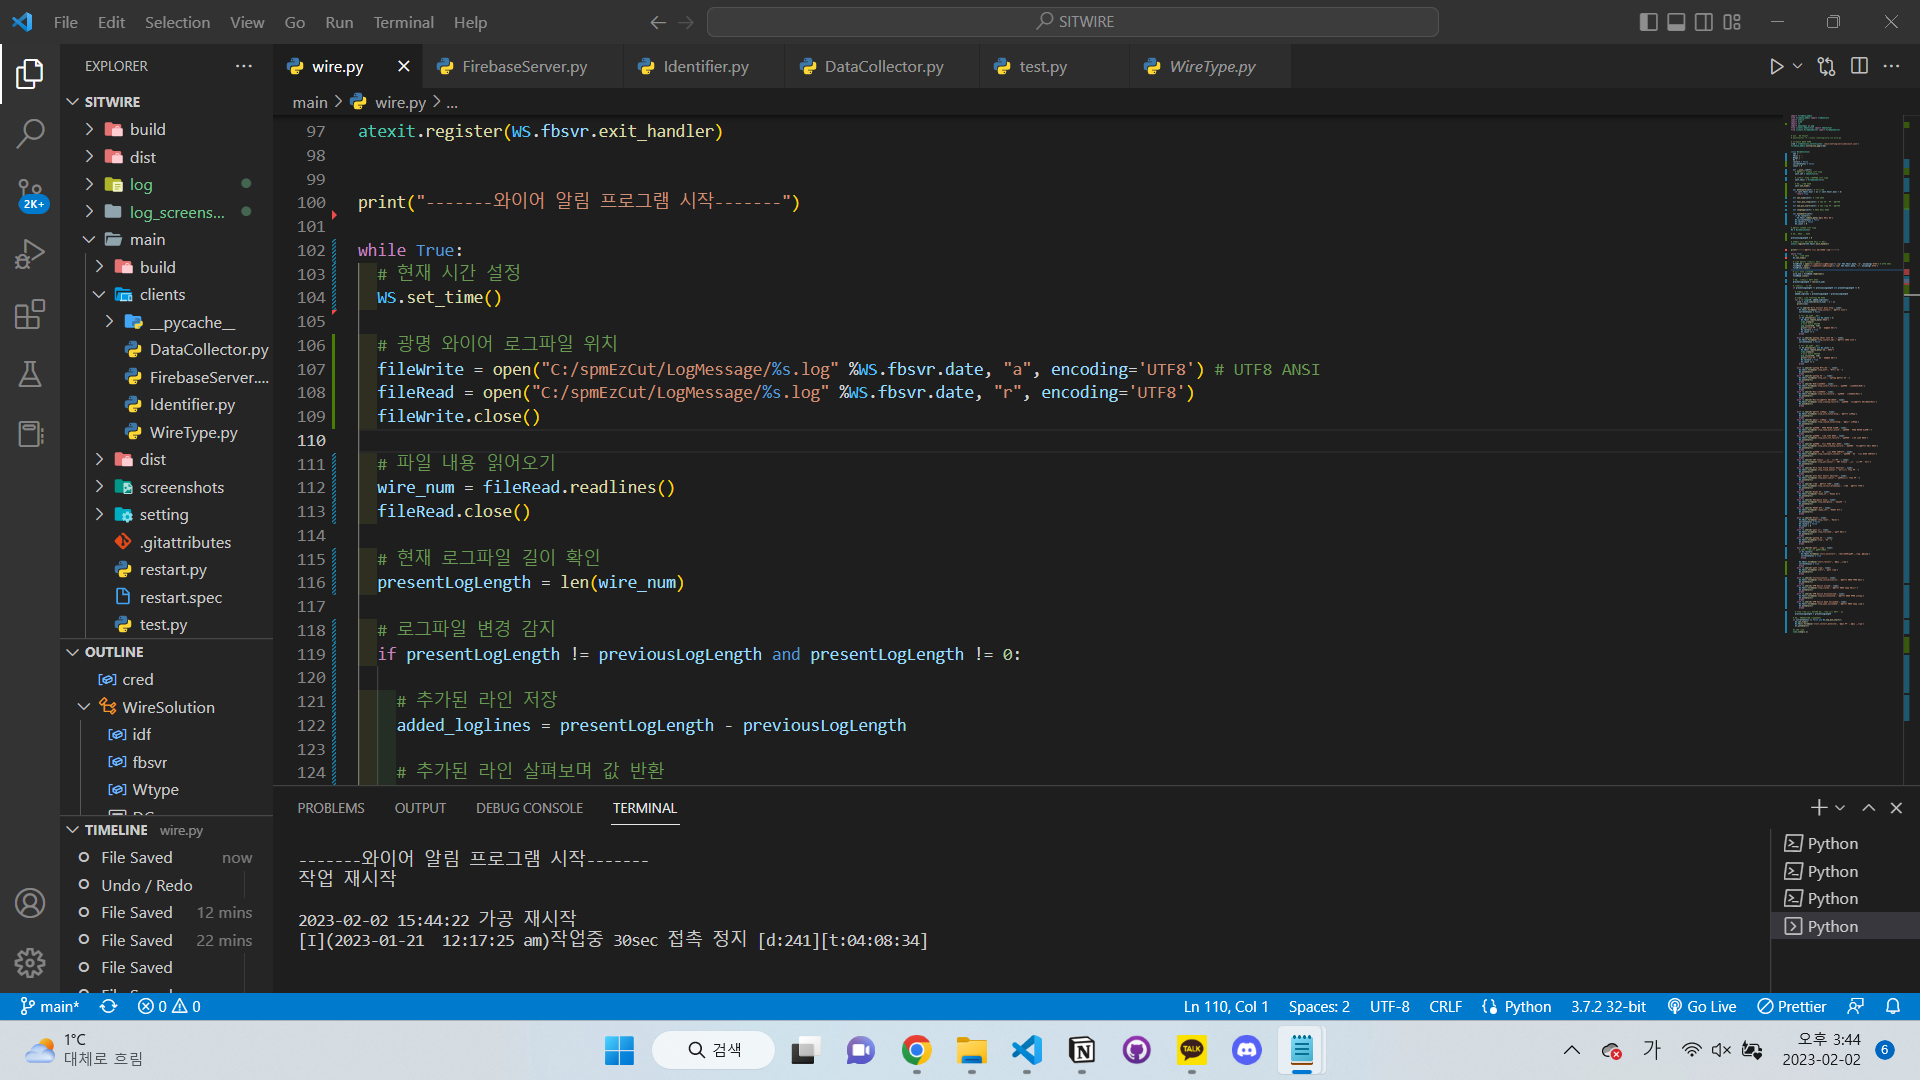 File Edit Selection View Go Run Terminal Help
SITWIRE
EXPLORER
wire.py
FirebaseServer.py
Identifier.py
DataCollector.py
test.py
WireType.py
main > wire.py > ...
SITWIRE
build
dist
log
log_screens...
main
build
clients
__pycache__
DataCollector.py
FirebaseServer....
Identifier.py
WireType.py
dist
screenshots
setting
.gitattributes
restart.py
restart.spec
test.py
2K+
OUTLINE
cred
WireSolution
idf
fbsvr
Wtype
TIMELINE wire.py
File Saved now
Undo / Redo
File Saved 12 mins
File Saved 22 mins
File Saved
97 atexit.register(WS.fbsvr.exit_handler)
98
99
100 print("-------와이어 알림 프로그램 시작-------")
101
102 while True:
103 # 현재 시간 설정
104 WS.set_time()
105
106 # 광명 와이어 로그파일 위치
107 fileWrite = open("C:/spmEzCut/LogMessage/%s.log" %WS.fbsvr.date, "a", encoding='UTF8') # UTF8 ANSI
108 fileRead = open("C:/spmEzCut/LogMessage/%s.log" %WS.fbsvr.date, "r", encoding='UTF8')
109 fileWrite.close()
110
111 # 파일 내용 읽어오기
112 wire_num = fileRead.readlines()
113 fileRead.close()
114
115 # 현재 로그파일 길이 확인
116 presentLogLength = len(wire_num)
117
118 # 로그파일 변경 감지
119 if presentLogLength != previousLogLength and presentLogLength != 0:
120
121 # 추가된 라인 저장
122 added_loglines = presentLogLength - previousLogLength
123
124 # 추가된 라인 살펴보며 값 반환
PROBLEMS OUTPUT DEBUG CONSOLE TERMINAL
-------와이어 알림 프로그램 시작-------
작업 재시작
2023-02-02 15:44:22 가공 재시작
[I](2023-01-21  12:17:25 am)작업중 30sec 접촉 정지 [d:241][t:04:08:34]
Python
Python
Python
Python
main* 0 0
Ln 110, Col 1 Spaces: 2 UTF-8 CRLF Python 3.7.2 32-bit Go Live Prettier
1°C
대체로 흐림
검색
TALK
가
오후 3:44
2023-02-02
6